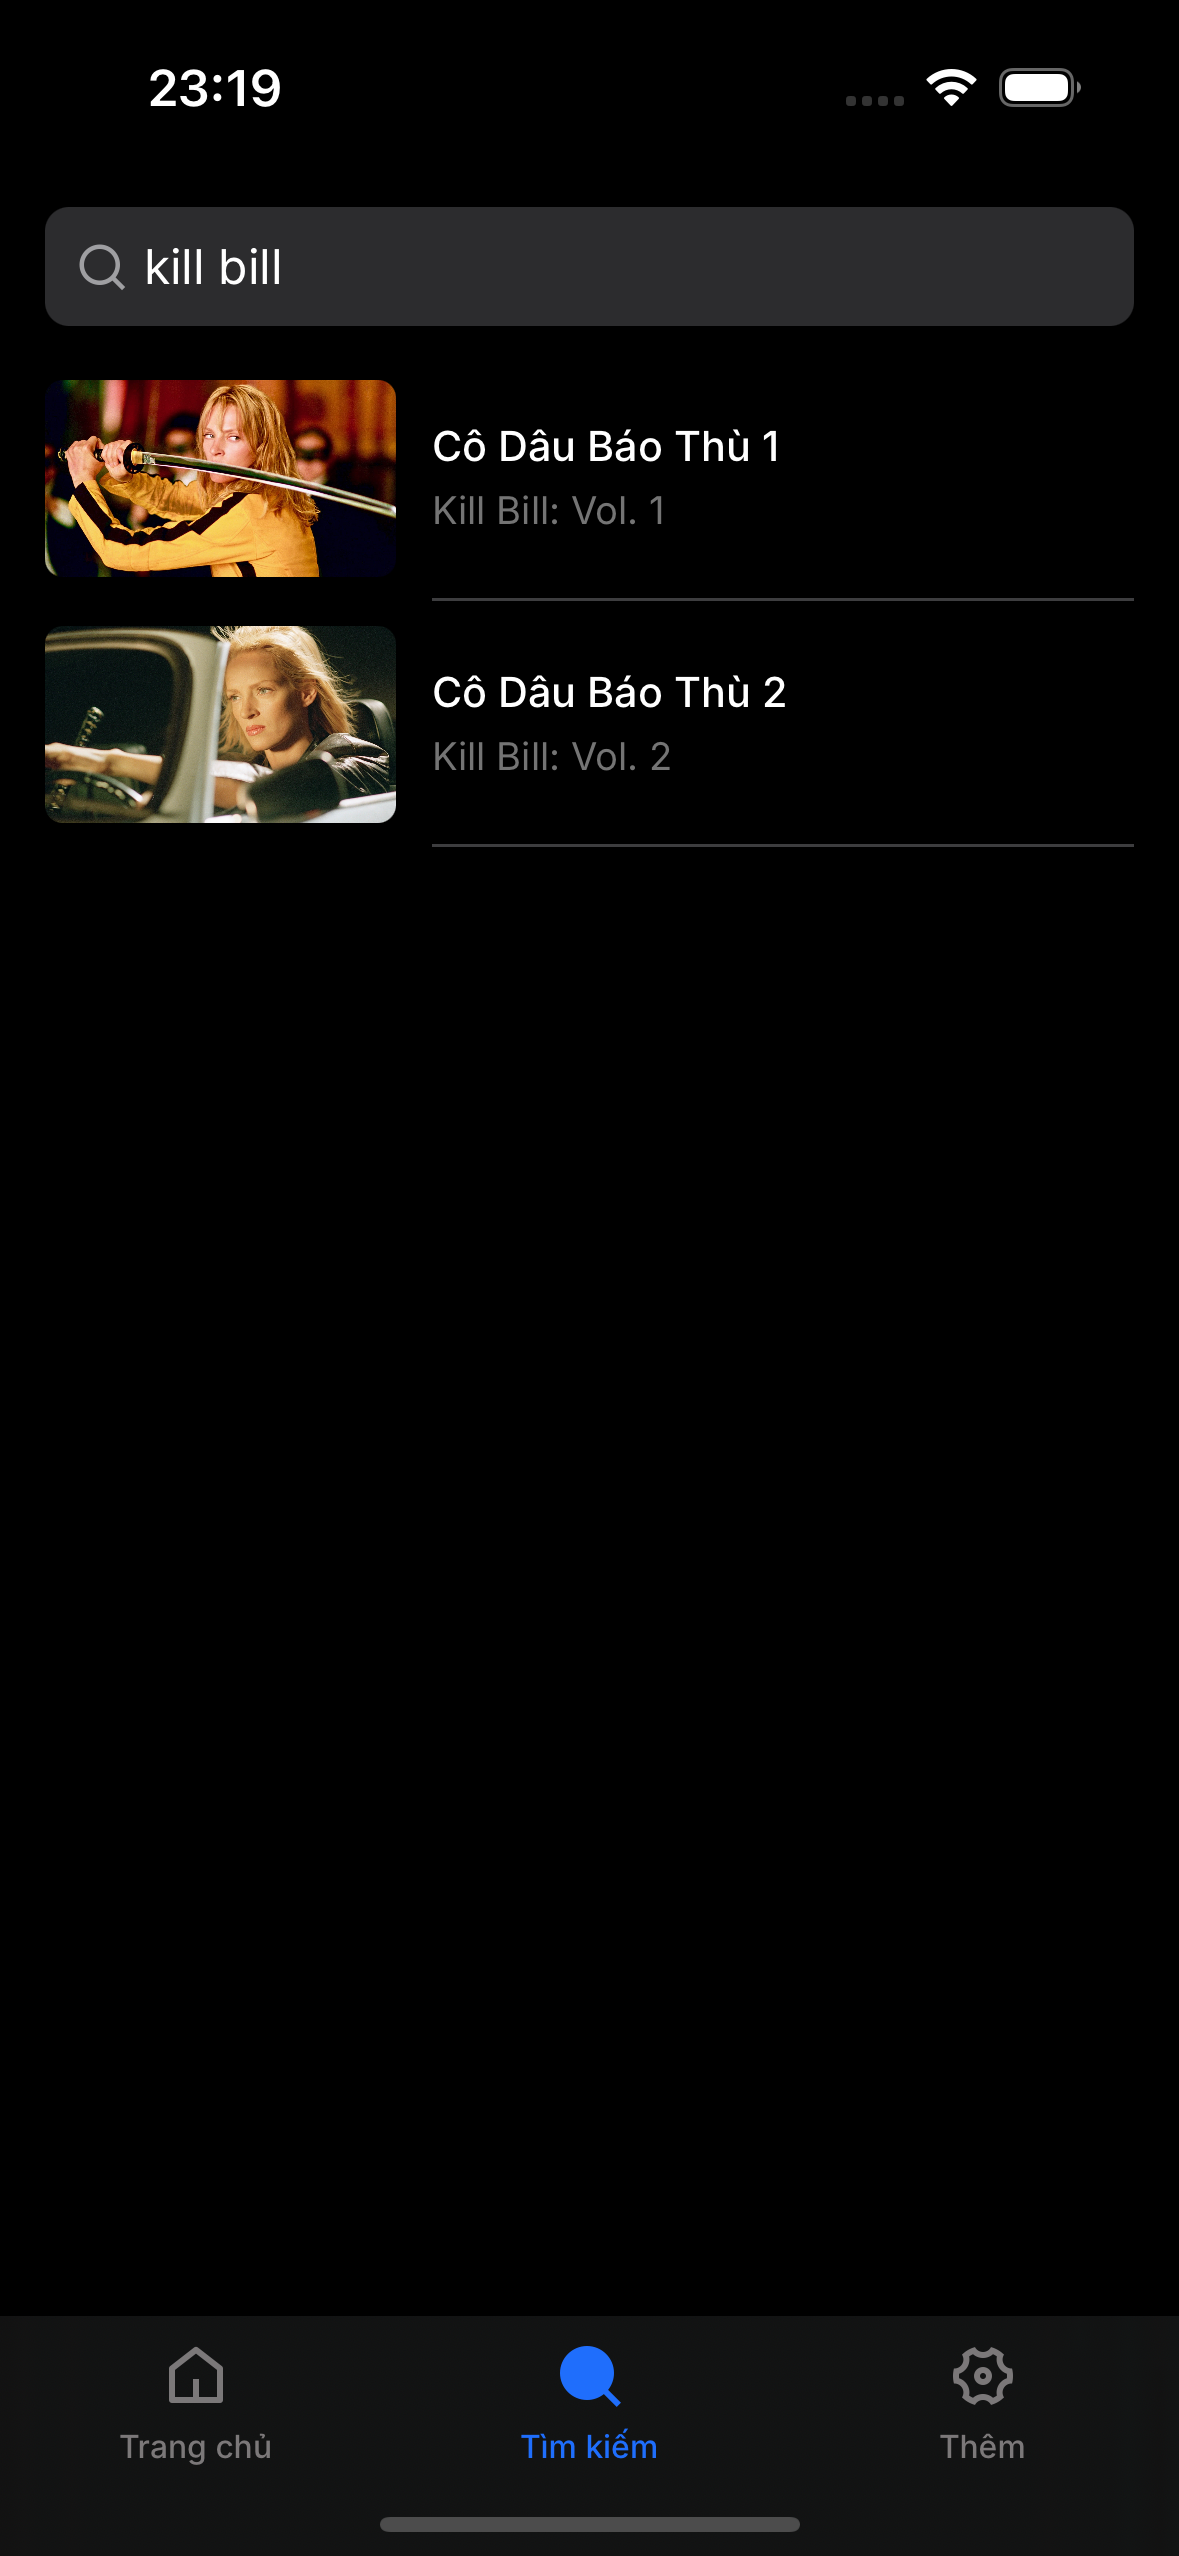 23:19
kill bill
Cô Dâu Báo Thù 1
Kill Bill: Vol. 1
Cô Dâu Báo Thù 2
Kill Bill: Vol. 2
Trang chủ
Tìm kiếm
Thêm